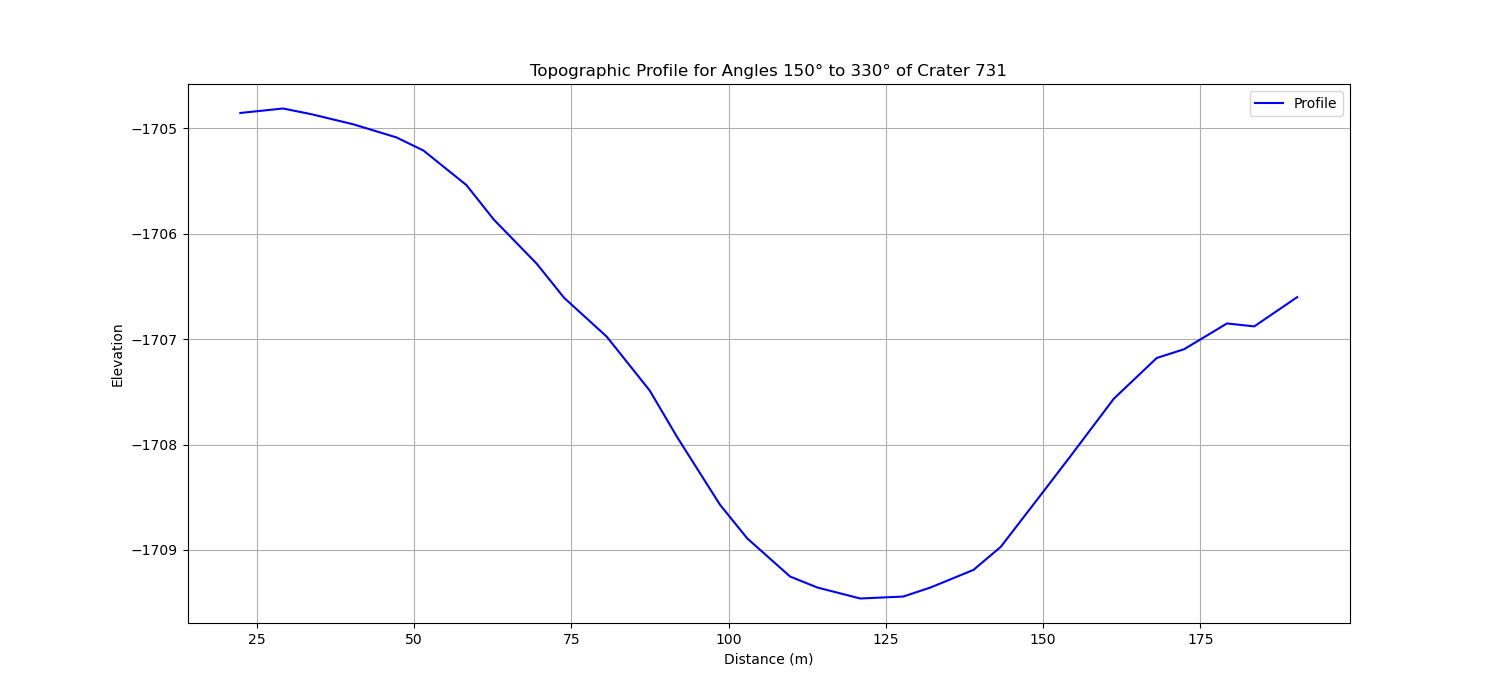 Topographic Profile for Angles 150° to 330° of Crater 731
Profile
−1705
−1706
−1707
−1708
−1709
Elevation
25 50 75 100 125 150 175
Distance (m)